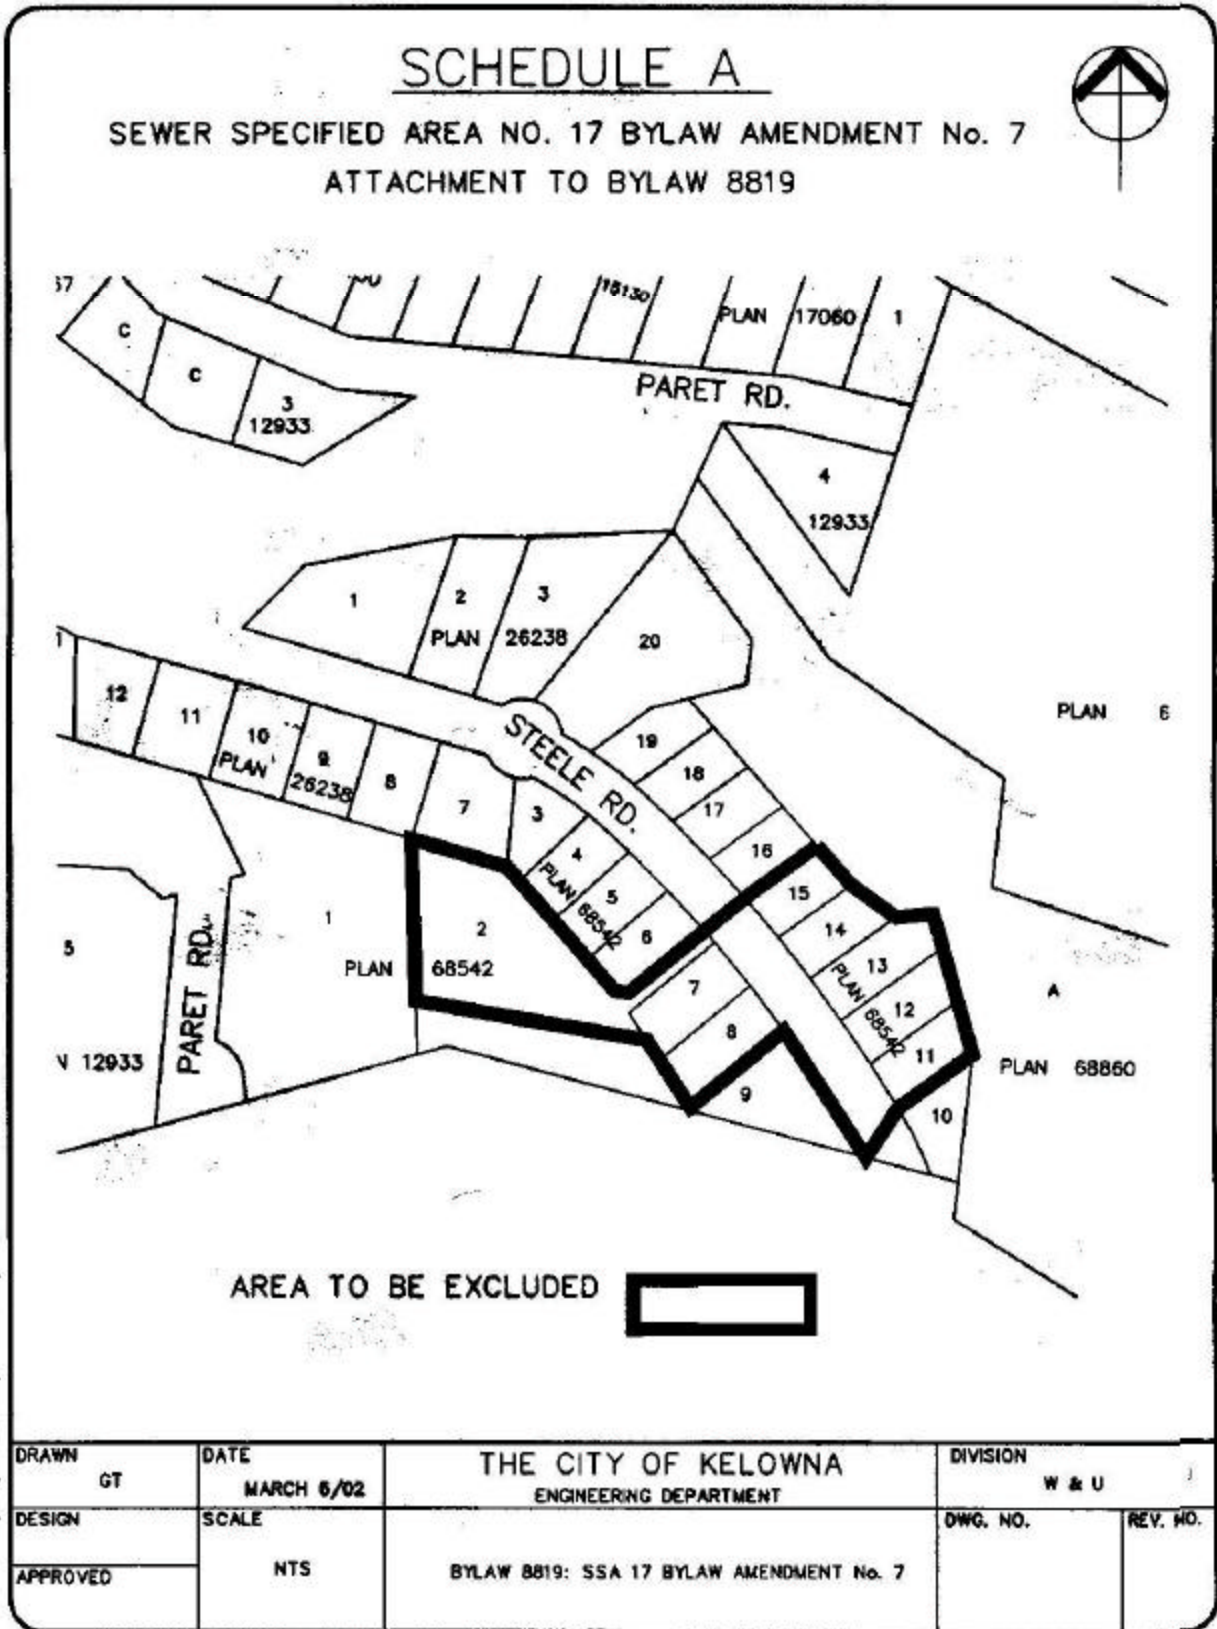 SCHEDULE A
SEWER SPECIFIED AREA NO. 17 BYLAW AMENDMENT No. 7
ATTACHMENT TO BYLAW 8819
C
C
3
12933
PLAN 17060 1
PARET RD.
4
12933
1
2
3
PLAN 26238
20
1
12
11
10
9
PLAN 26238
8
7
STEELE RD.
19
18
17
16
3
4
5
6
PLAN 68542
15
14
13
12
11
PLAN 68542
10
PLAN 6
5
PARET RD.
1
2
PLAN 68542
7
8
9
A
12933
PLAN 68860
AREA TO BE EXCLUDED
DRAWN
GT
DATE
MARCH 6/02
THE CITY OF KELOWNA
ENGINEERING DEPARTMENT
DIVISION
W & U
DESIGN
SCALE
NTS
BYLAW 8819: SSA 17 BYLAW AMENDMENT No. 7
DWG. NO.
REV. NO.
APPROVED